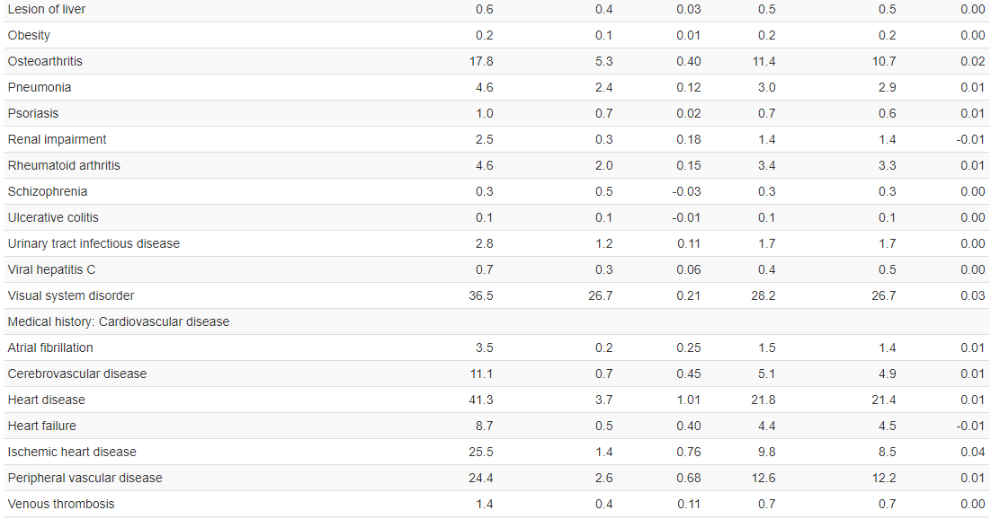 Lesion of liver 0.6 0.4 0.03 0.5 0.5 0.00
Obesity 0.2 0.1 0.01 0.2 0.2 0.00
Osteoarthritis 17.8 5.3 0.40 11.4 10.7 0.02
Pneumonia 4.6 2.4 0.12 3.0 2.9 0.01
Psoriasis 1.0 0.7 0.02 0.7 0.6 0.01
Renal impairment 2.5 0.3 0.18 1.4 1.4 -0.01
Rheumatoid arthritis 4.6 2.0 0.15 3.4 3.3 0.01
Schizophrenia 0.3 0.5 -0.03 0.3 0.3 0.00
Ulcerative colitis 0.1 0.1 -0.01 0.1 0.1 0.00
Urinary tract infectious disease 2.8 1.2 0.11 1.7 1.7 0.00
Viral hepatitis C 0.7 0.3 0.06 0.4 0.5 0.00
Visual system disorder 36.5 26.7 0.21 28.2 26.7 0.03
Medical history: Cardiovascular disease
Atrial fibrillation 3.5 0.2 0.25 1.5 1.4 0.01
Cerebrovascular disease 11.1 0.7 0.45 5.1 4.9 0.01
Heart disease 41.3 3.7 1.01 21.8 21.4 0.01
Heart failure 8.7 0.5 0.40 4.4 4.5 -0.01
Ischemic heart disease 25.5 1.4 0.76 9.8 8.5 0.04
Peripheral vascular disease 24.4 2.6 0.68 12.6 12.2 0.01
Venous thrombosis 1.4 0.4 0.11 0.7 0.7 0.00